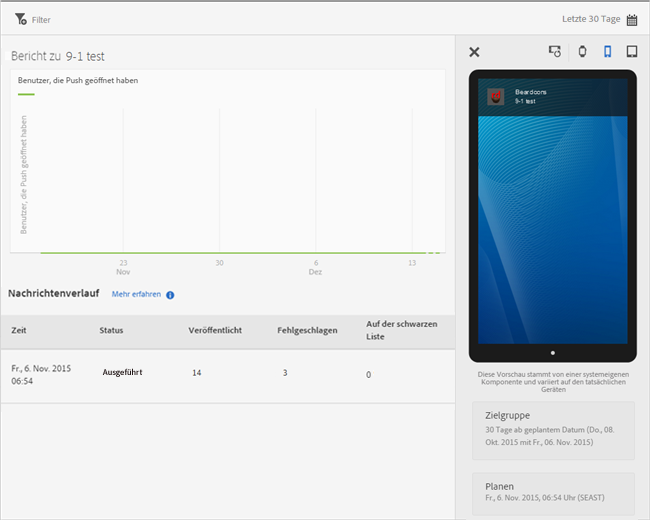 Filter
Letzte 30 Tage
Bericht zu 9-1 test
Benutzer, die Push geöffnet haben
Benutzer, die Push geöffnet haben
23
Nov
30
6
Dez
13
Nachrichtenverlauf
Mehr erfahren
Zeit
Status
Veröffentlicht
Fehlgeschlagen
Auf der schwarzen
Liste
Fr., 6. Nov. 2015
06:54
Ausgeführt
14
3
0
Beardcons
9-1 test
Diese Vorschau stammt von einer systemeigenen
Komponente und variiert auf den tatsächlichen
Geräten
Zielgruppe
30 Tage ab geplantem Datum (Do., 08.
Okt. 2015 mit Fr., 06. Nov. 2015)
Planen
Fr., 6. Nov. 2015, 06:54 Uhr (SEAST)